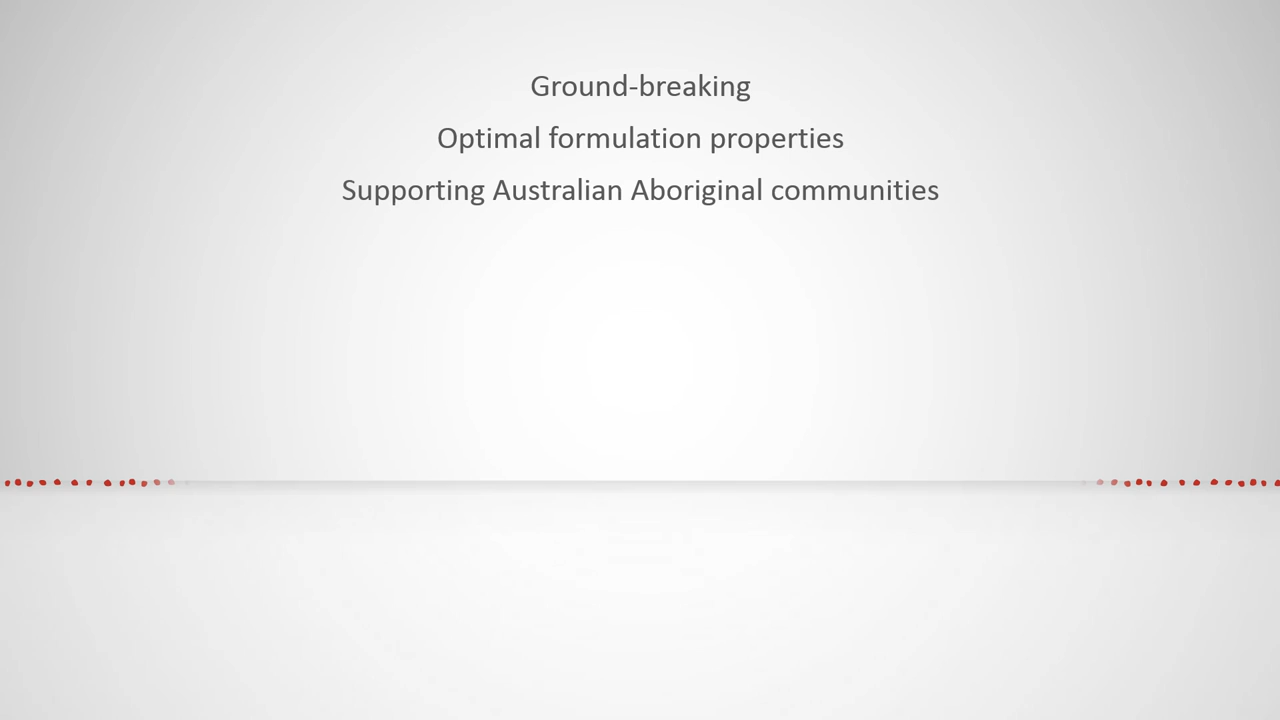 Ground-breaking
Optimal formulation properties
Supporting Australian Aboriginal communities